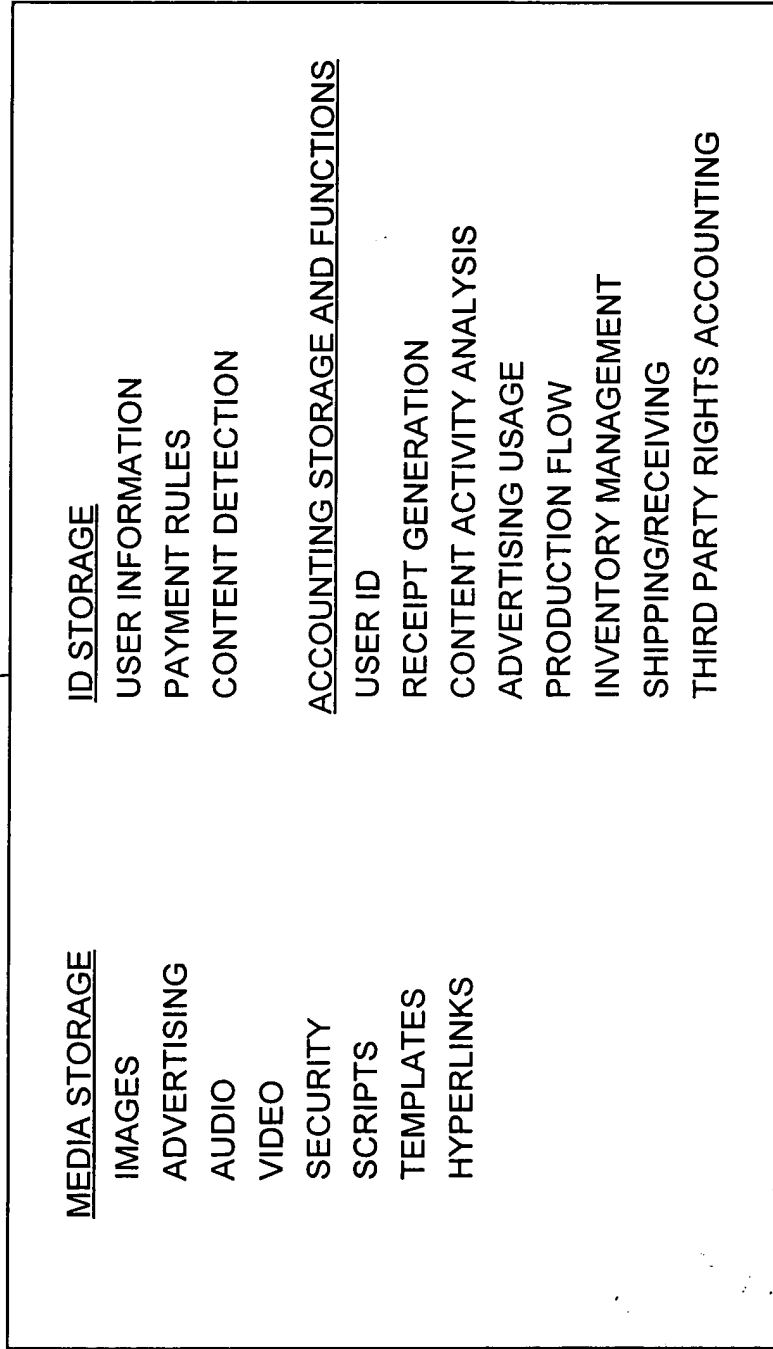 MEDIA STORAGE
IMAGES
ADVERTISING
AUDIO
VIDEO
SECURITY
SCRIPTS
TEMPLATES
HYPERLINKS
ID STORAGE
USER INFORMATION
PAYMENT RULES
CONTENT DETECTION
ACCOUNTING STORAGE AND FUNCTIONS
USER ID
RECEIPT GENERATION
CONTENT ACTIVITY ANALYSIS
ADVERTISING USAGE
PRODUCTION FLOW
INVENTORY MANAGEMENT
SHIPPING/RECEIVING
THIRD PARTY RIGHTS ACCOUNTING